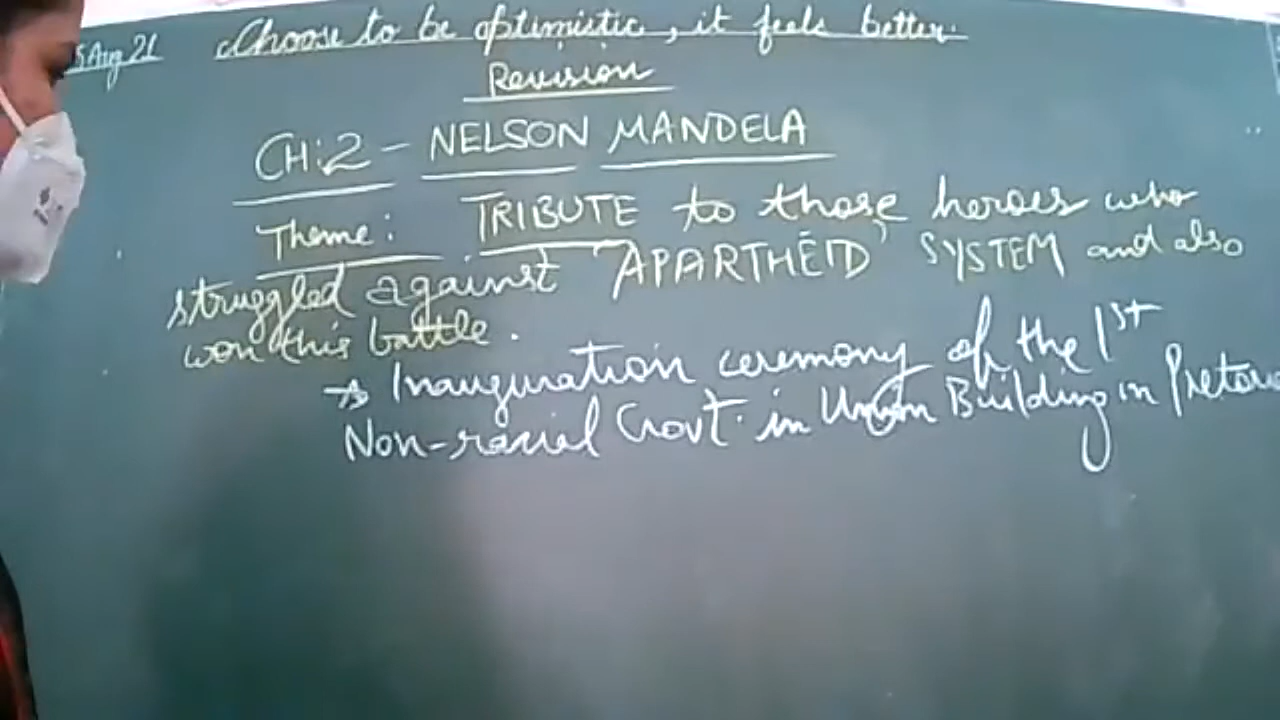 5 Aug 21 Choose to be optimistic, it feels better.
Revision
CH:2 - NELSON MANDELA
Theme: TRIBUTE to those heroes who
struggled against 'APARTHEID' SYSTEM and also
won this battle.
→ Inauguration ceremony of the 1st
Non-racial Govt. in Union Building in